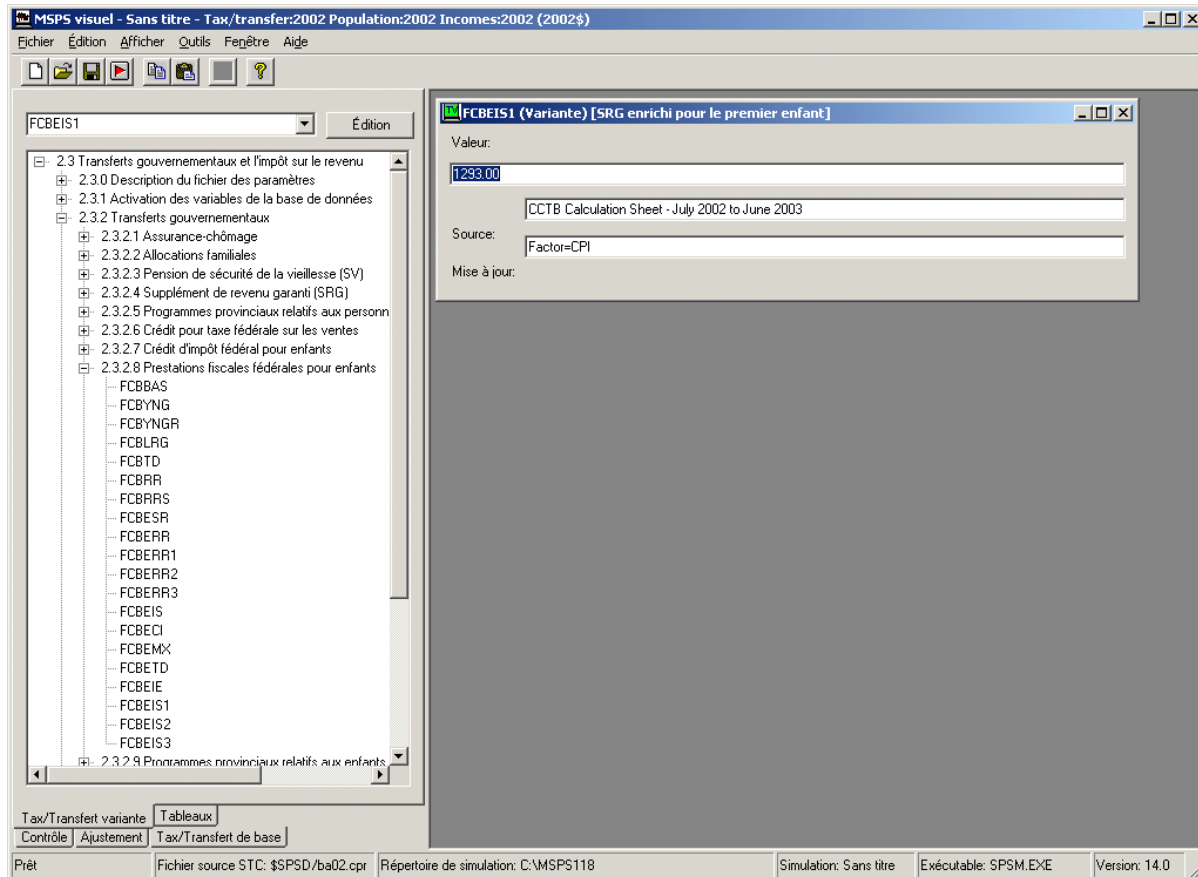 MSPS visuel - Sans titre - Tax/transfer:2002 Population:2002 Incomes:2002 (2002$)
Fichier Édition Afficher Outils Fenêtre Aide
FCBEIS1 Édition
2.3 Transferts gouvernementaux et l'impôt sur le revenu
2.3.0 Description du fichier des paramètres
2.3.1 Activation des variables de la base de données
2.3.2 Transferts gouvernementaux
2.3.2.1 Assurance-chômage
2.3.2.2 Allocations familiales
2.3.2.3 Pension de sécurité de la vieillesse (SV)
2.3.2.4 Supplément de revenu garanti (SRG)
2.3.2.5 Programmes provinciaux relatifs aux personn
2.3.2.6 Crédit pour taxe fédérale sur les ventes
2.3.2.7 Crédit d'impôt fédéral pour enfants
2.3.2.8 Prestations fiscales fédérales pour enfants
FCBBAS
FCBYNG
FCBYNGR
FCBLRG
FCBTD
FCBRR
FCBRRS
FCBESR
FCBERR
FCBERR1
FCBERR2
FCBERR3
FCBEIS
FCBECI
FCBEMX
FCBETD
FCBEIE
FCBEIS1
FCBEIS2
FCBEIS3
2.3.2.9 Programmes provinciaux relatifs aux enfants
Tax/Transfert variante Tableaux
Contrôle Ajustement Tax/Transfert de base
FCBEIS1 (Variante) [SRG enrichi pour le premier enfant]
Valeur:
1293.00
CCTB Calculation Sheet - July 2002 to June 2003
Source:
Factor=CPI
Mise à jour:
Prêt Fichier source STC: $SPSD/ba02.cpr Répertoire de simulation: C:\MSPS118 Simulation: Sans titre Exécutable: SPSM.EXE Version: 14.0